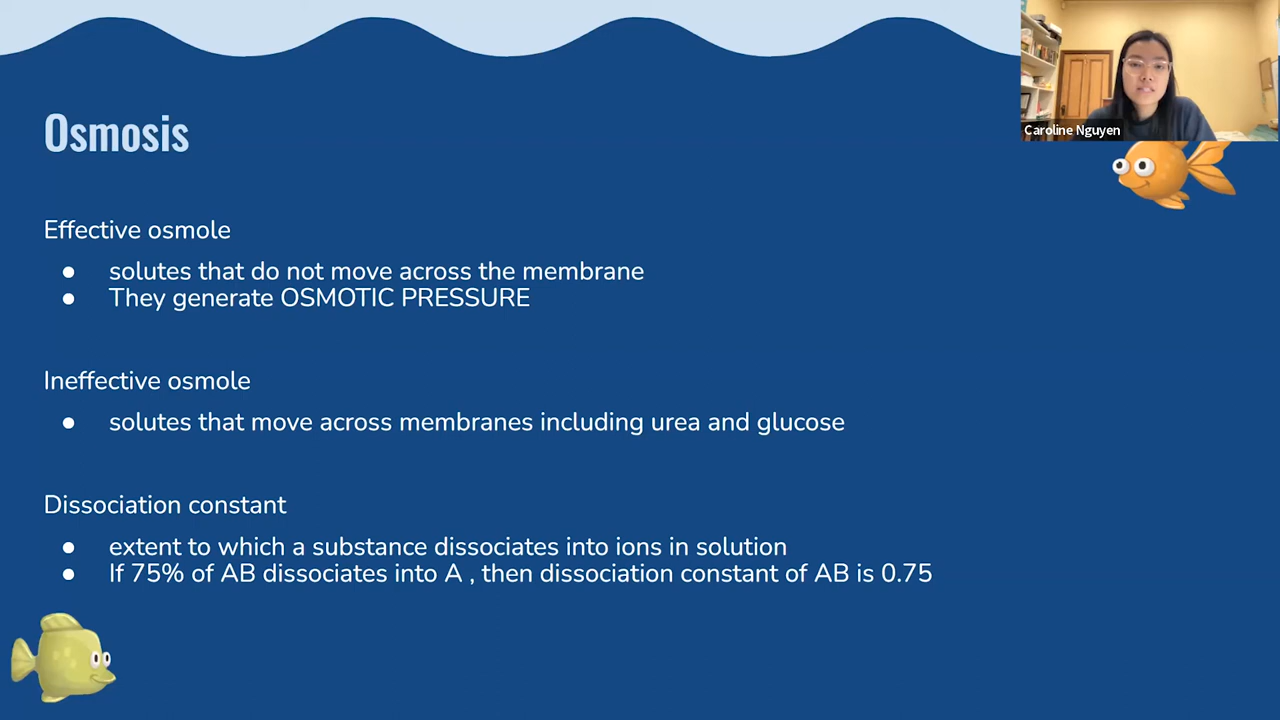 Caroline Nguyen
Osmosis
Effective osmole
● solutes that do not move across the membrane
● They generate OSMOTIC PRESSURE
Ineffective osmole
● solutes that move across membranes including urea and glucose
Dissociation constant
● extent to which a substance dissociates into ions in solution
● If 75% of AB dissociates into A , then dissociation constant of AB is 0.75